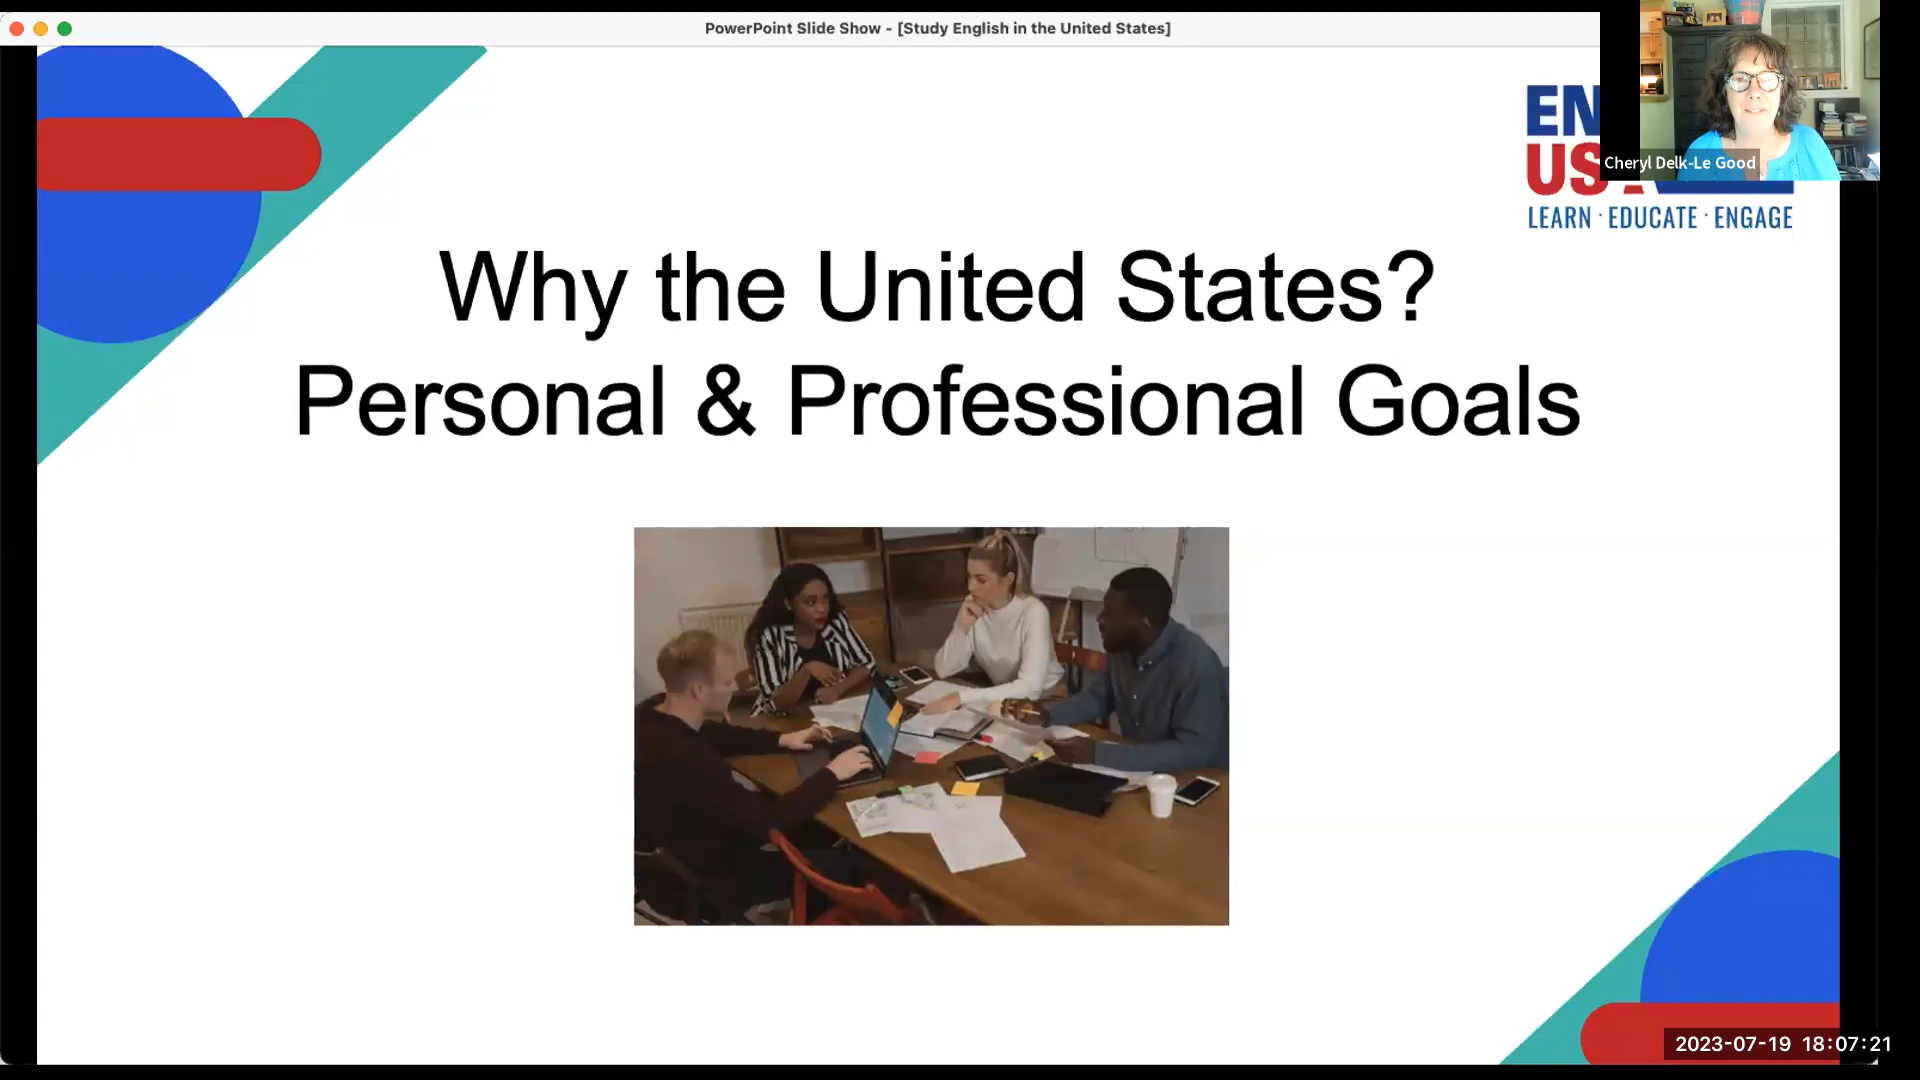 PowerPoint Slide Show - [Study English in the United States]
EN
US
LEARN · EDUCATE · ENGAGE
Cheryl Delk-Le Good
Why the United States?
Personal & Professional Goals
2023-07-19 18:07:21